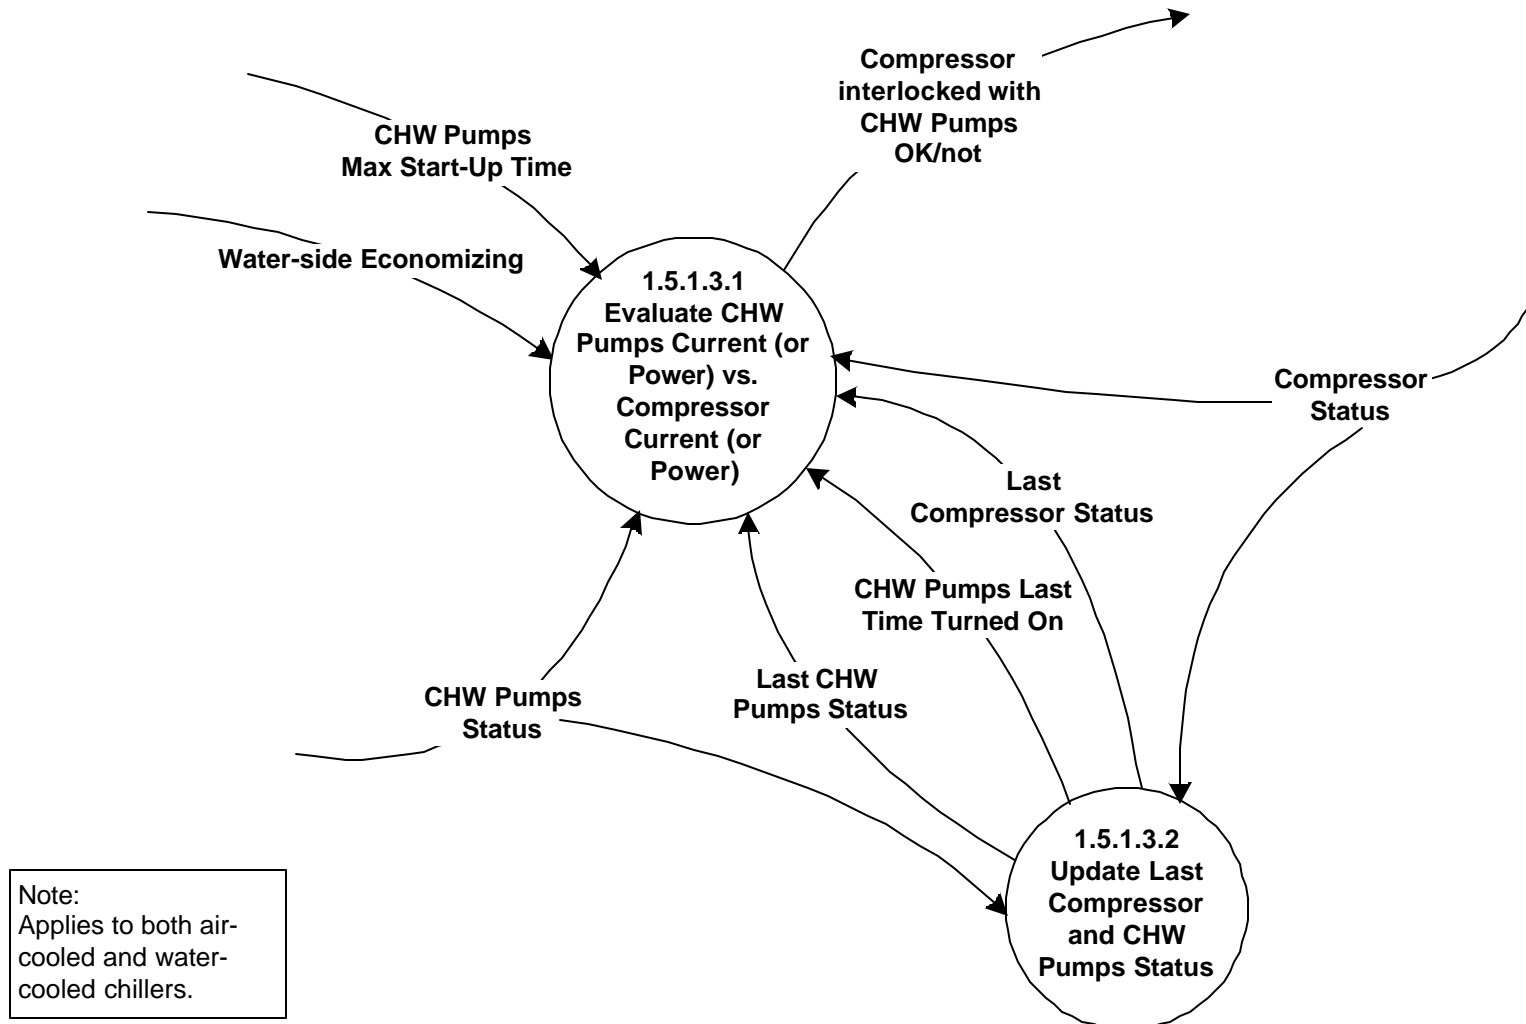 Compressor
interlocked with
CHW Pumps
OK/not
CHW Pumps
Max Start-Up Time
Water-side Economizing
1.5.1.3.1
Evaluate CHW
Pumps Current (or
Power) vs.
Compressor
Current (or
Power)
Compressor
Status
Last
Compressor Status
CHW Pumps Last
Time Turned On
Last CHW
Pumps Status
CHW Pumps
Status
1.5.1.3.2
Update Last
Compressor
and CHW
Pumps Status
Note:
Applies to both air-
cooled and water-
cooled chillers.